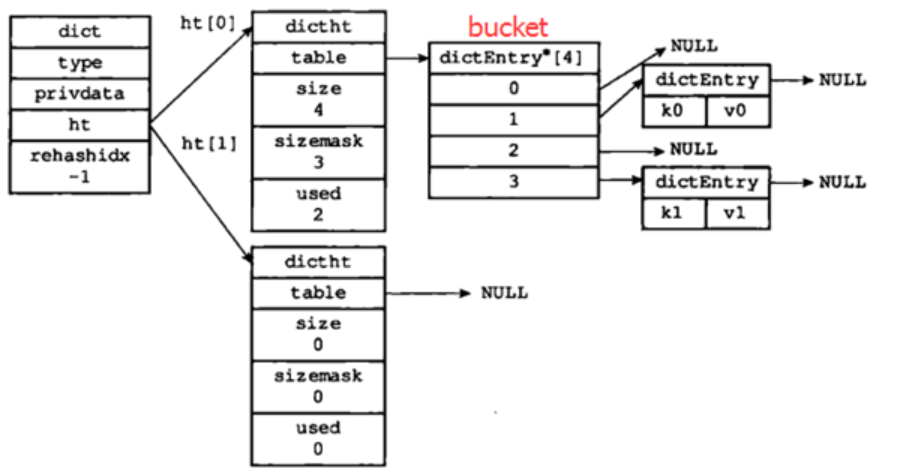 dict
type
privdata
ht
rehashidx
-1
ht[0]
ht[1]
dictht
table
size
4
sizemask
3
used
2
bucket
dictEntry*[4]
0
1
2
3
NULL
dictEntry
k0 v0
NULL
NULL
dictEntry
k1 v1
NULL
dictht
table
size
0
sizemask
0
used
0
NULL